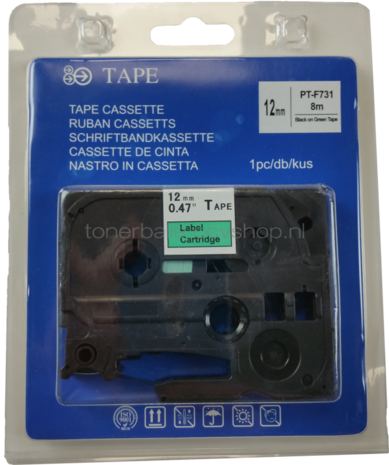 TAPE
PT-F731
12mm
8m
Black on Green Tape
TAPE CASSETTE
RUBAN CASSETTS
SCHRIFTBANDKASSETTE
CASSETTE DE CINTA
NASTRO IN CASSETTA
1pc/db/kus
12 mm
0.47" TAPE
Label
Cartridge